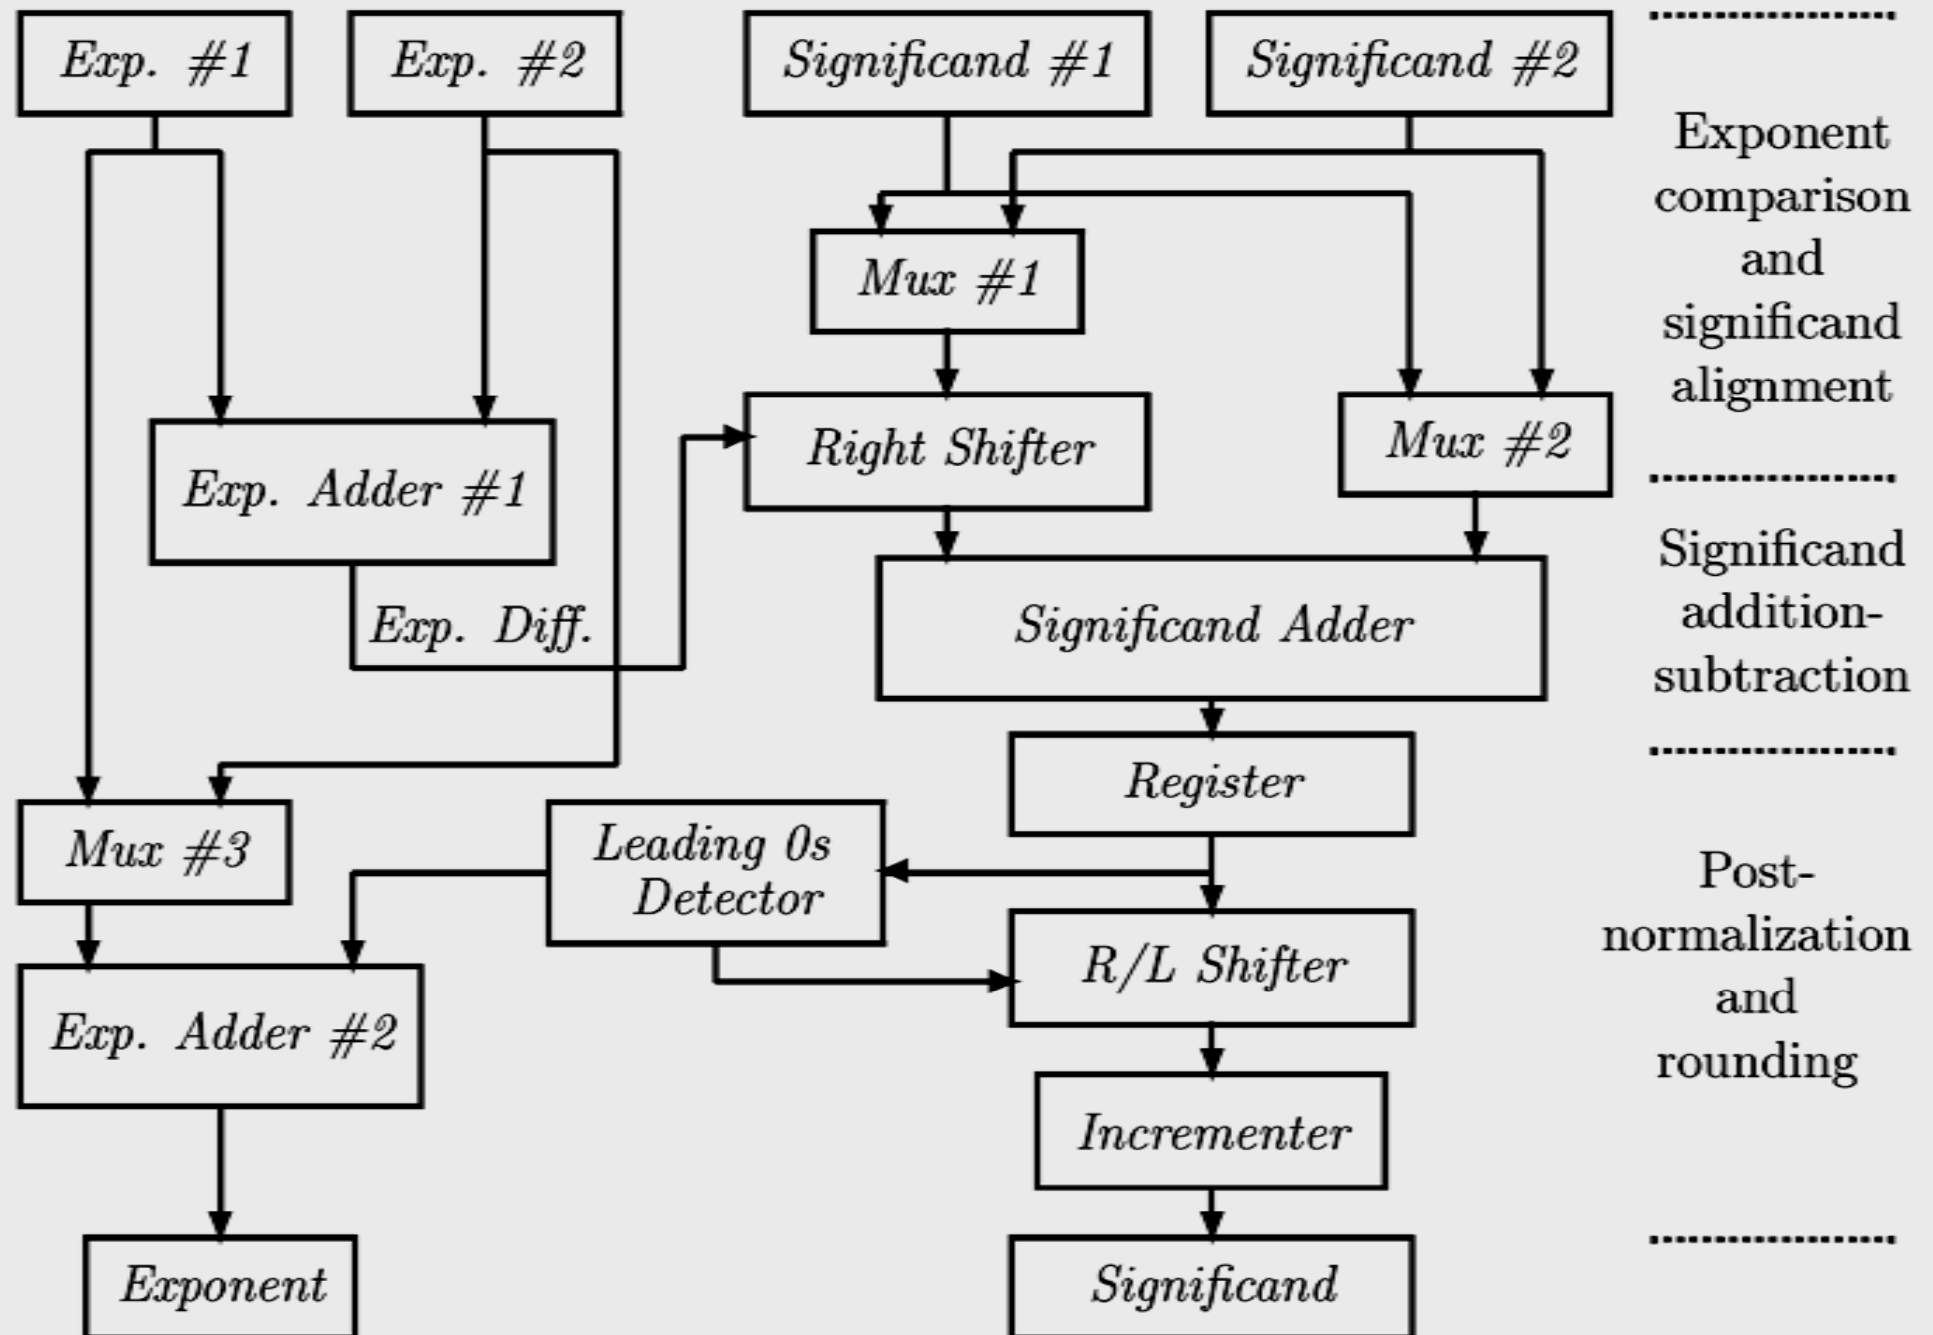 Exp. #1
Exp. #2
Significand #1
Significand #2
Exponent
comparison
and
significand
alignment
Mux #1
Right Shifter
Mux #2
Exp. Adder #1
Exp. Diff.
Significand Adder
Significand
addition-
subtraction
Register
Mux #3
Leading 0s
Detector
R/L Shifter
Exp. Adder #2
Post-
normalization
and
rounding
Incrementer
Exponent
Significand